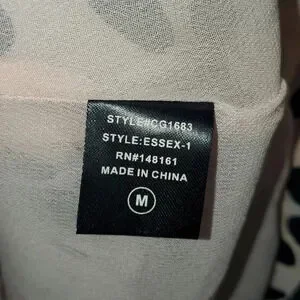 STYLE#CG1683
STYLE:ESSEX-1
RN#148161
MADE IN CHINA
M